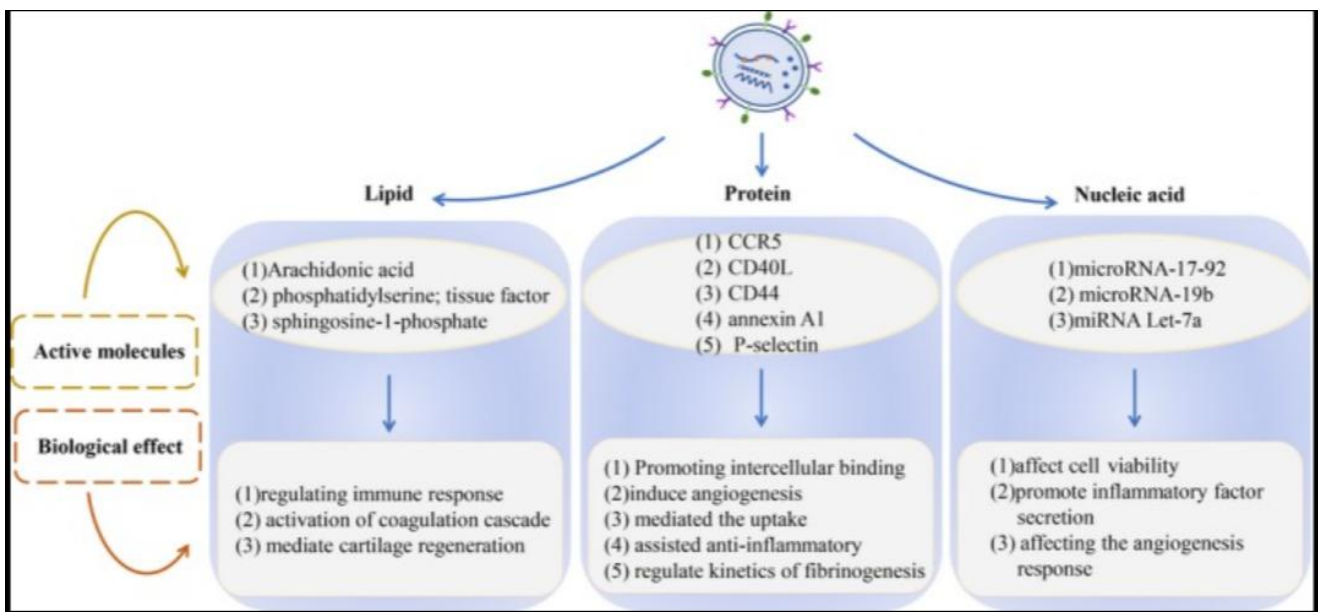 Lipid
Protein
Nucleic acid
Active molecules
Biological effect
(1)Arachidonic acid
(2) phosphatidylserine; tissue factor
(3) sphingosine-1-phosphate
(1)regulating immune response
(2) activation of coagulation cascade
(3) mediate cartilage regeneration
(1) CCR5
(2) CD40L
(3) CD44
(4) annexin A1
(5) P-selectin
(1) Promoting intercellular binding
(2)induce angiogenesis
(3) mediated the uptake
(4) assisted anti-inflammatory
(5) regulate kinetics of fibrinogenesis
(1)microRNA-17-92
(2) microRNA-19b
(3)miRNA Let-7a
(1)affect cell viability
(2)promote inflammatory factor
secretion
(3) affecting the angiogenesis
response